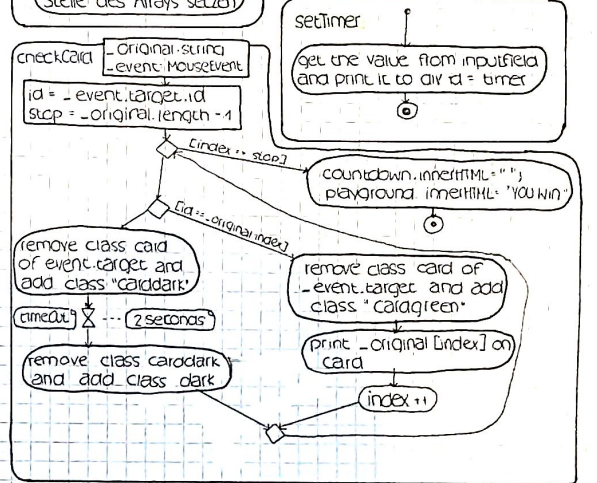 Stelle des Arrays setzen
setTimer
get the value from inputfield
and print it to div id = timer
checkCard
_original: string
_event: MouseEvent
id = _event.target.id
stop = _original.length -1
[index == stop]
countdown.innerHTML = " ";
playground innerHTML = "YOU WIN"
[id == _original index]
remove class card
of event.target and
add class "carddark"
timeout
2 seconds
remove class carddark
and add class dark
remove class card of
_event.target and add
class "cardgreen"
print _original [index] on
card
index ++